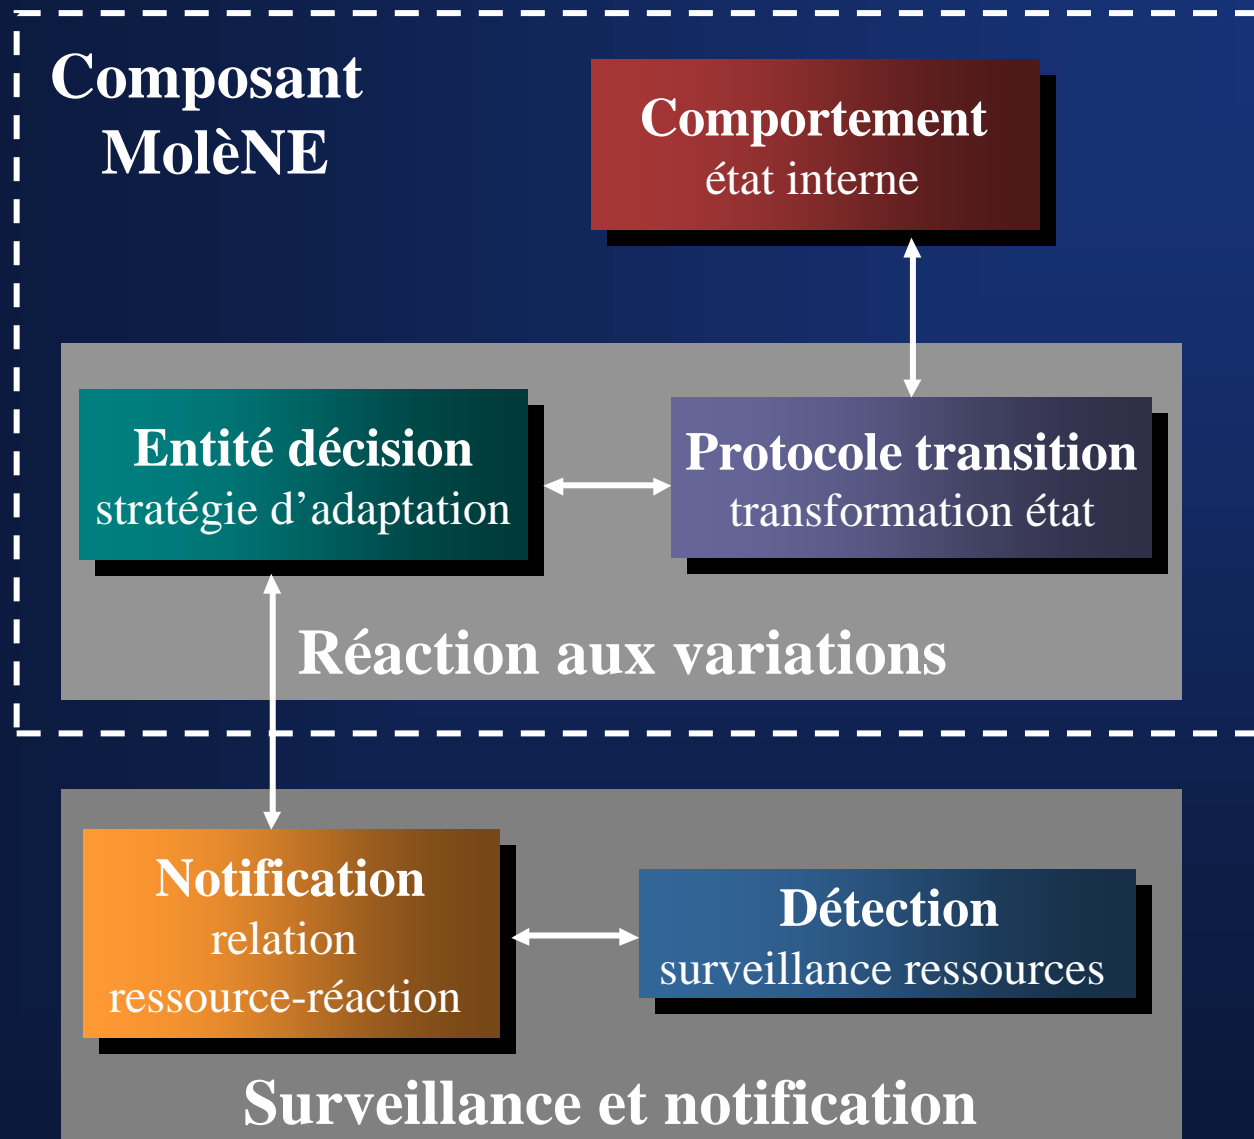 Composant
MolèNE
Comportement
état interne
Entité décision
stratégie d’adaptation
Protocole transition
transformation état
Réaction aux variations
Notification
relation
ressource-réaction
Détection
surveillance ressources
Surveillance et notification